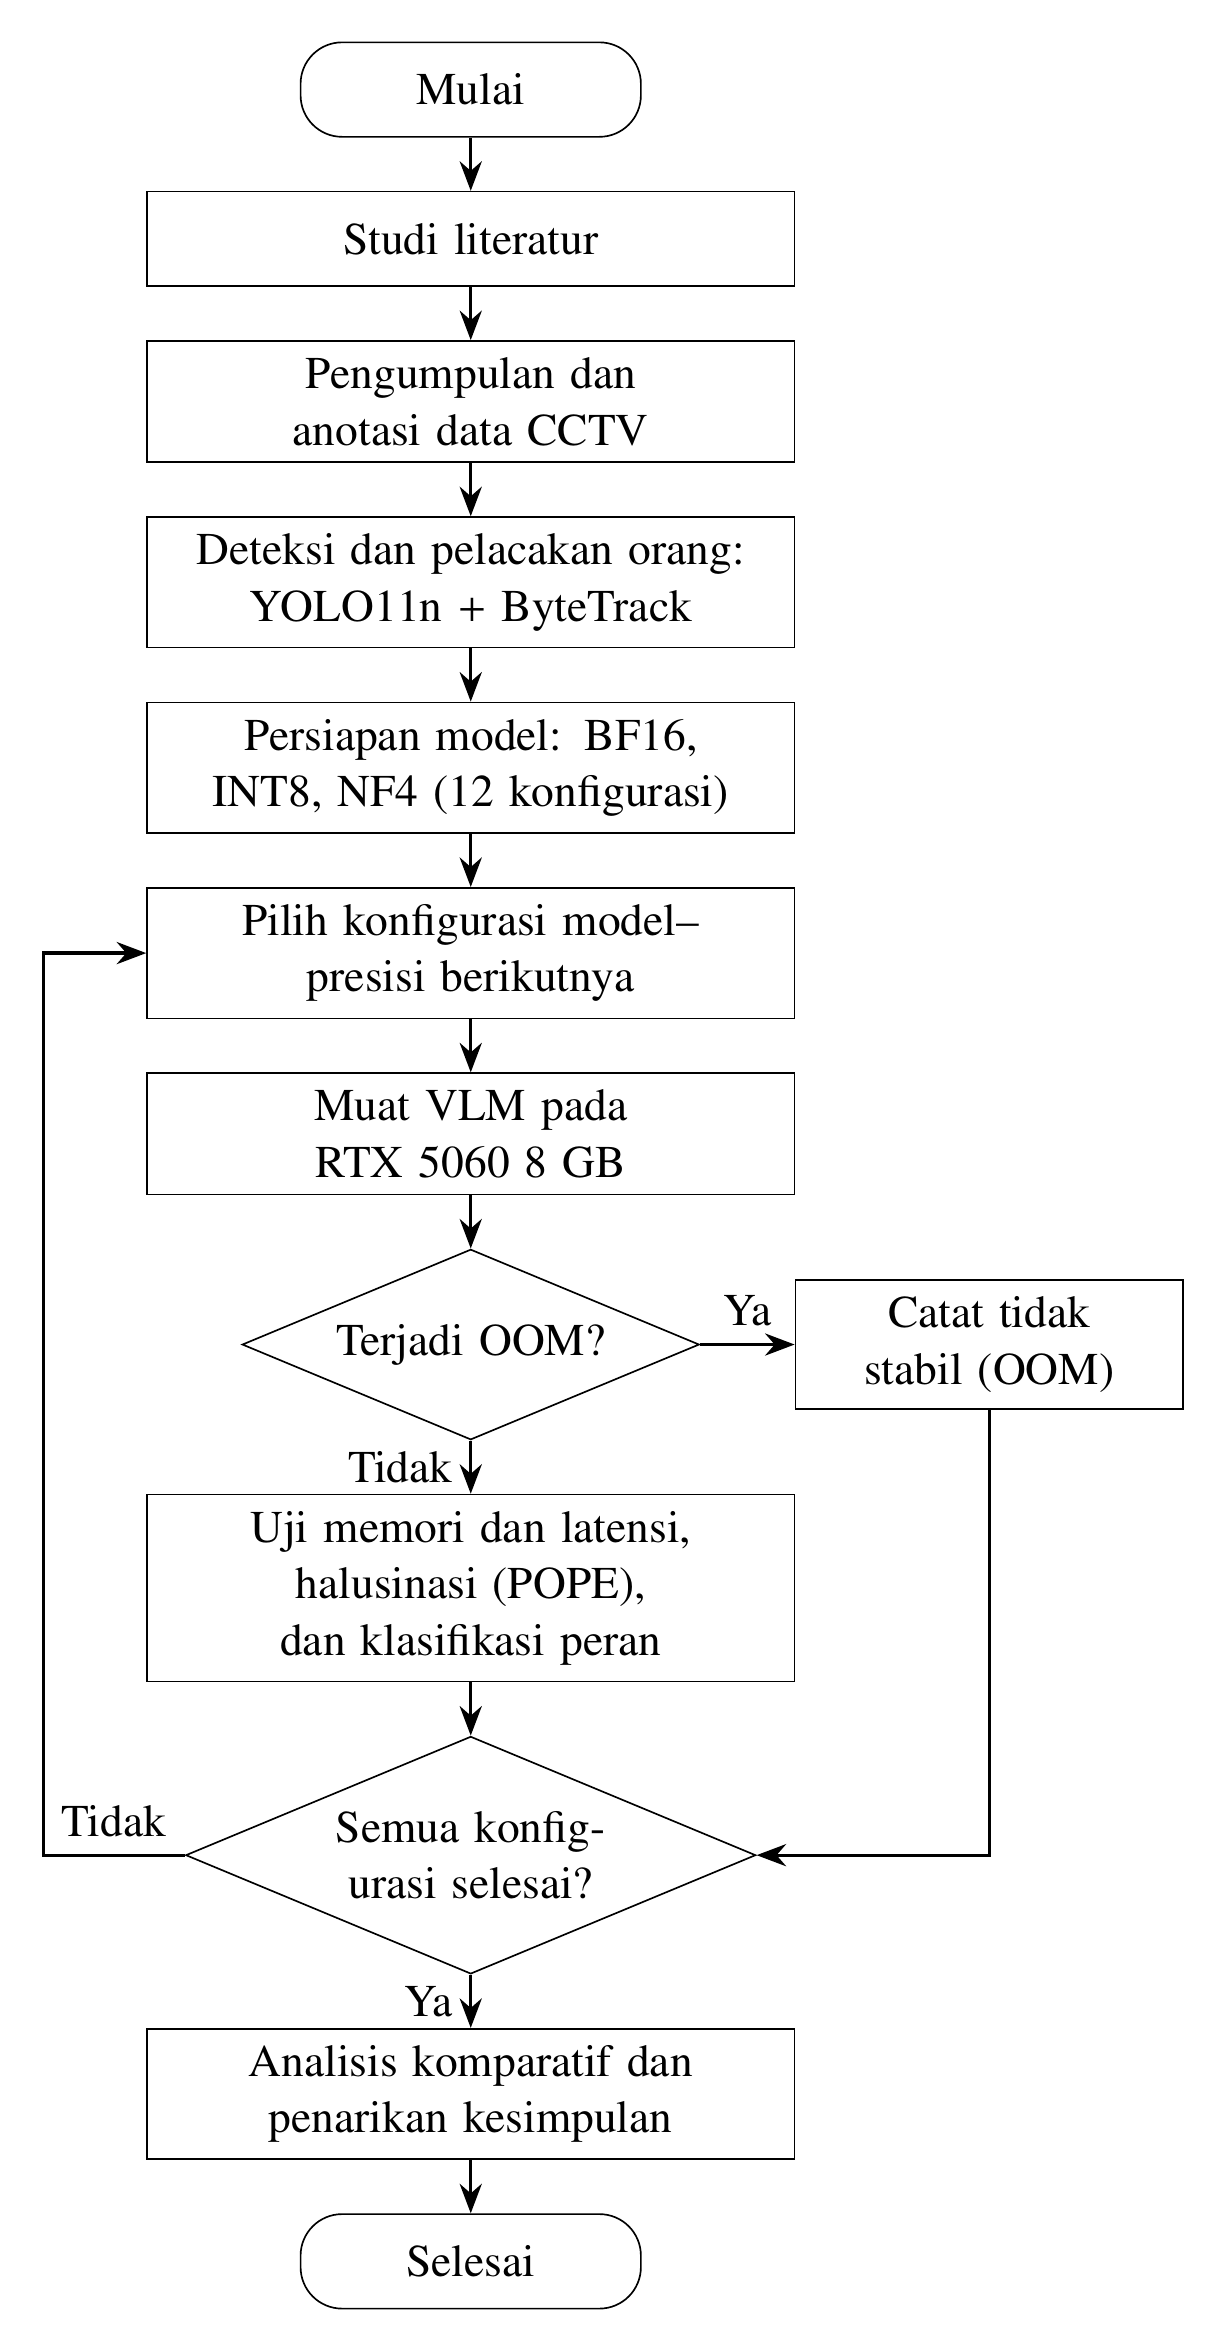 Mulai
Studi literatur
Pengumpulan dan
anotasi data CCTV
Deteksi dan pelacakan orang:
YOLO11n + ByteTrack
Persiapan model: BF16,
INT8, NF4 (12 konfigurasi)
Pilih konfigurasi model–
presisi berikutnya
Muat VLM pada
RTX 5060 8 GB
Terjadi OOM?
Ya
Catat tidak
stabil (OOM)
Tidak
Uji memori dan latensi,
halusinasi (POPE),
dan klasifikasi peran
Tidak
Semua konfig-
urasi selesai?
Ya
Analisis komparatif dan
penarikan kesimpulan
Selesai